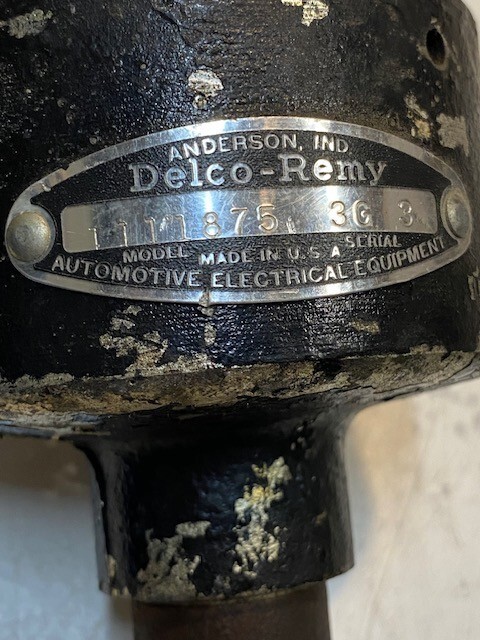 ANDERSON, IND.
Delco-Remy
1111875 3G 3
MODEL MADE IN U.S.A. SERIAL
AUTOMOTIVE ELECTRICAL EQUIPMENT